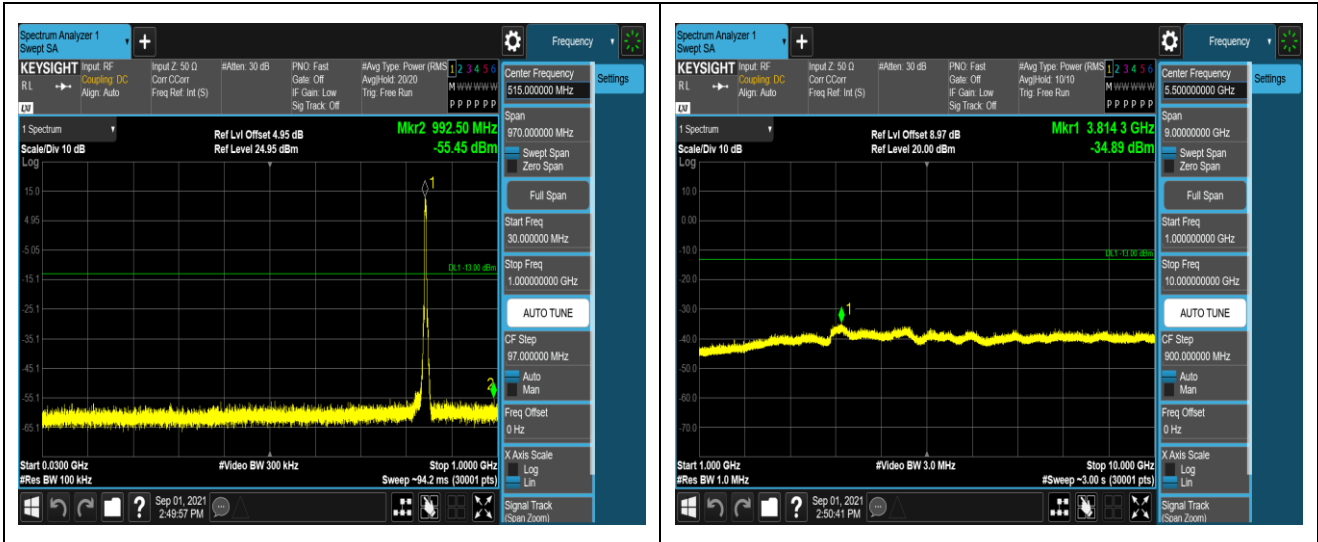 Spectrum Analyzer 1
Swept SA
+
Frequency
KEYSIGHT
RL
LXI
Input: RF
Coupling: DC
Align: Auto
Input Z: 50 Ω
Corr CCorr
Freq Ref: Int (S)
#Atten: 30 dB
PNO: Fast
Gate: Off
IF Gain: Low
Sig Track: Off
#Avg Type: Power (RMS
Avg|Hold: 20/20
Trig: Free Run
1 2 3 4 5 6
M W W W W W
P P P P P P
1 Spectrum
Scale/Div 10 dB
Log
Ref Lvl Offset 4.95 dB
Ref Level 24.95 dBm
Mkr2 992.50 MHz
-55.45 dBm
15.0
4.95
-5.05
-15.1
-25.1
-35.1
-45.1
-55.1
-65.1
1
DL1 -13.00 dBm
2
Start 0.0300 GHz
#Res BW 100 kHz
#Video BW 300 kHz
Stop 1.0000 GHz
Sweep ~94.2 ms (30001 pts)
Sep 01, 2021
2:49:57 PM
?
Center Frequency
515.000000 MHz
Span
970.000000 MHz
Swept Span
Zero Span
Full Span
Start Freq
30.000000 MHz
Stop Freq
1.000000000 GHz
AUTO TUNE
CF Step
97.000000 MHz
Auto
Man
Freq Offset
0 Hz
X Axis Scale
Log
Lin
Signal Track
(Span Zoom)
Settings
Spectrum Analyzer 1
Swept SA
+
Frequency
KEYSIGHT
RL
LXI
Input: RF
Coupling: DC
Align: Auto
Input Z: 50 Ω
Corr CCorr
Freq Ref: Int (S)
#Atten: 30 dB
PNO: Fast
Gate: Off
IF Gain: Low
Sig Track: Off
#Avg Type: Power (RMS
Avg|Hold: 10/10
Trig: Free Run
1 2 3 4 5 6
M W W W W W
P P P P P P
1 Spectrum
Scale/Div 10 dB
Log
Ref Lvl Offset 8.97 dB
Ref Level 20.00 dBm
Mkr1 3.814 3 GHz
-34.89 dBm
10.0
0.00
-10.0
-20.0
-30.0
-40.0
-50.0
-60.0
-70.0
DL1 -13.00 dBm
1
Start 1.000 GHz
#Res BW 1.0 MHz
#Video BW 3.0 MHz
Stop 10.000 GHz
#Sweep ~3.00 s (30001 pts)
Sep 01, 2021
2:50:41 PM
?
Center Frequency
5.500000000 GHz
Span
9.00000000 GHz
Swept Span
Zero Span
Full Span
Start Freq
1.000000000 GHz
Stop Freq
10.000000000 GHz
AUTO TUNE
CF Step
900.000000 MHz
Auto
Man
Freq Offset
0 Hz
X Axis Scale
Log
Lin
Signal Track
(Span Zoom)
Settings